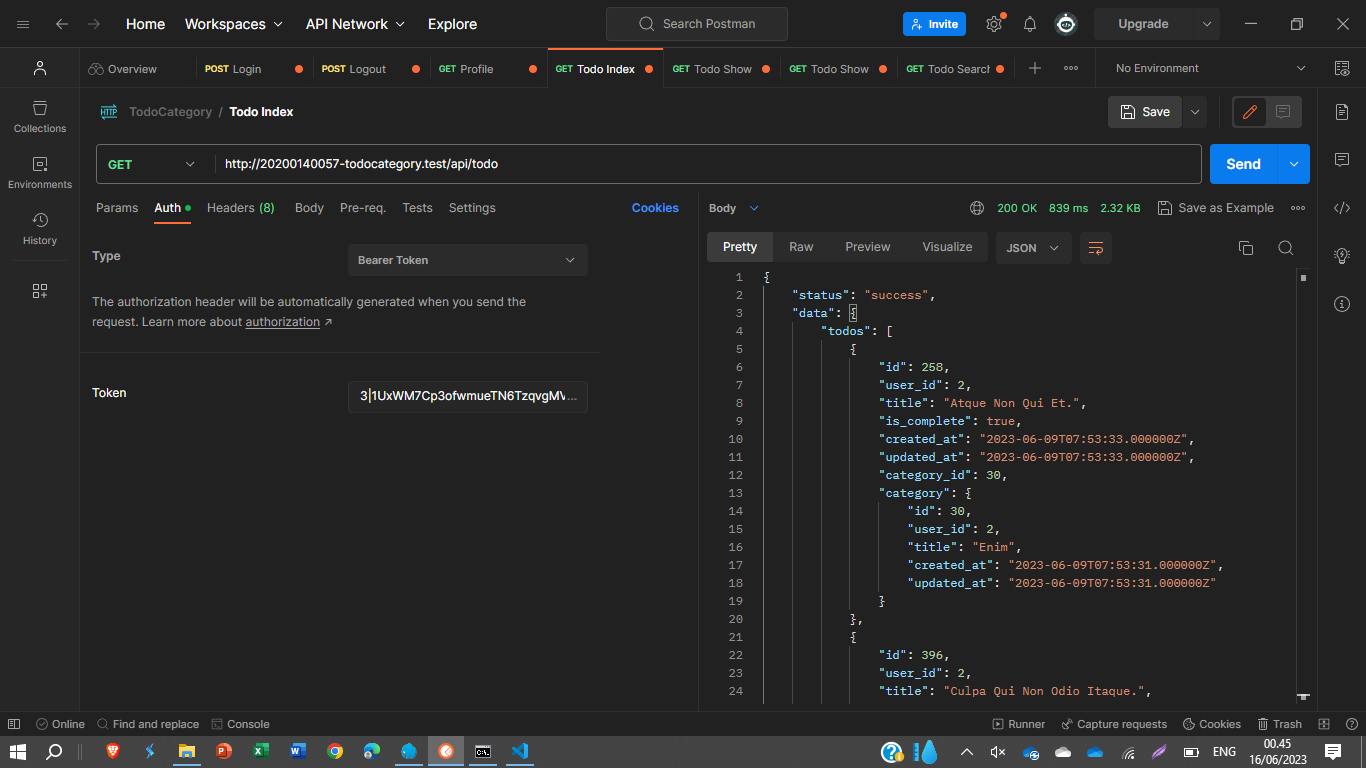 Home Workspaces API Network Explore Search Postman Invite Upgrade
Overview POST Login POST Logout GET Profile GET Todo Index GET Todo Show GET Todo Show GET Todo Search No Environment
HTTP TodoCategory / Todo Index Save
GET http://20200140057-todocategory.test/api/todo Send
Collections
Environments
History
Params Auth Headers (8) Body Pre-req. Tests Settings Cookies
Type Bearer Token
The authorization header will be automatically generated when you send the
request. Learn more about authorization ↗
Token 3|1UxWM7Cp3ofwmueTN6TzqvgMV...
Body 200 OK 839 ms 2.32 KB Save as Example
Pretty Raw Preview Visualize JSON
1 {
2 "status": "success",
3 "data": {
4 "todos": [
5 {
6 "id": 258,
7 "user_id": 2,
8 "title": "Atque Non Qui Et.",
9 "is_complete": true,
10 "created_at": "2023-06-09T07:53:33.000000Z",
11 "updated_at": "2023-06-09T07:53:33.000000Z",
12 "category_id": 30,
13 "category": {
14 "id": 30,
15 "user_id": 2,
16 "title": "Enim",
17 "created_at": "2023-06-09T07:53:31.000000Z",
18 "updated_at": "2023-06-09T07:53:31.000000Z"
19 }
20 },
21 {
22 "id": 396,
23 "user_id": 2,
24 "title": "Culpa Qui Non Odio Itaque.",
Online Find and replace Console Runner Capture requests Cookies Trash
ENG 00.45
16/06/2023